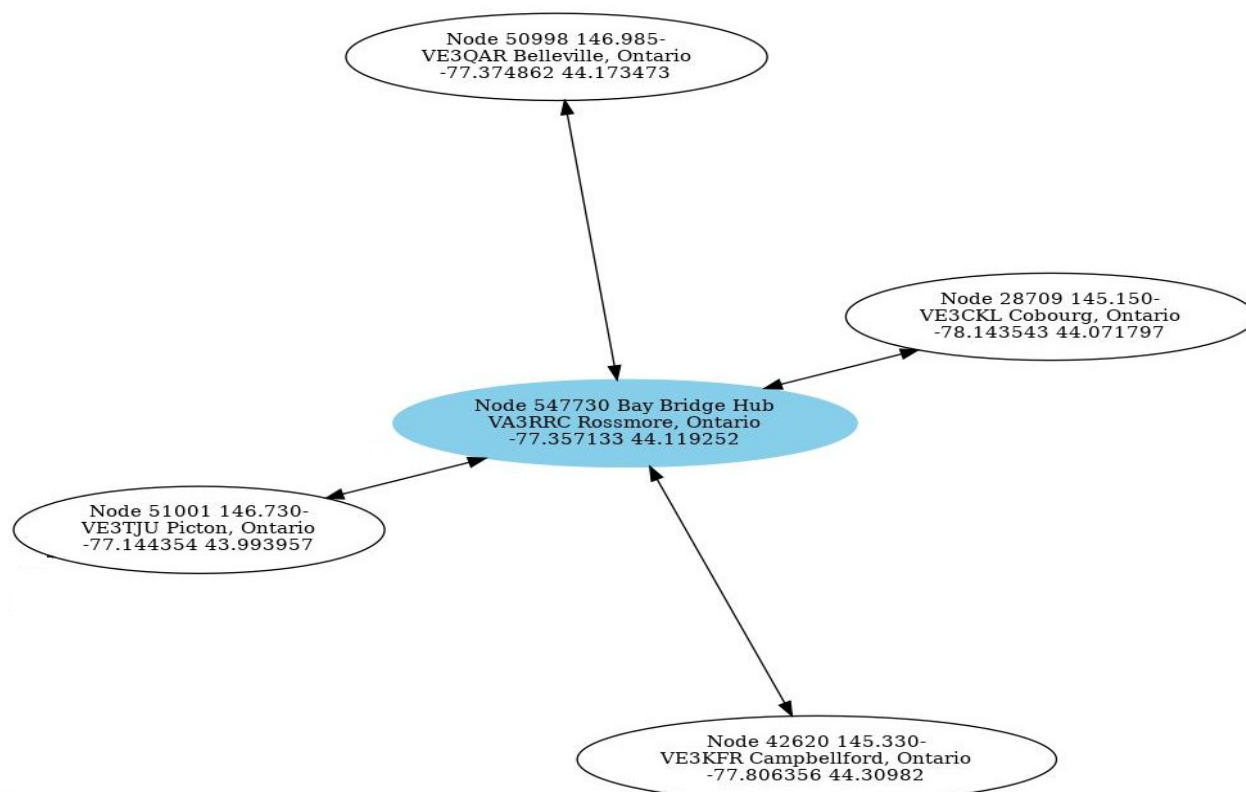 Node 50998 146.985-
VE3QAR Belleville, Ontario
-77.374862 44.173473
Node 28709 145.150-
VE3CKL Cobourg, Ontario
-78.143543 44.071797
Node 547730 Bay Bridge Hub
VA3RRC Rossmore, Ontario
-77.357133 44.119252
Node 51001 146.730-
VE3TJU Picton, Ontario
-77.144354 43.993957
Node 42620 145.330-
VE3KFR Campbellford, Ontario
-77.806356 44.30982